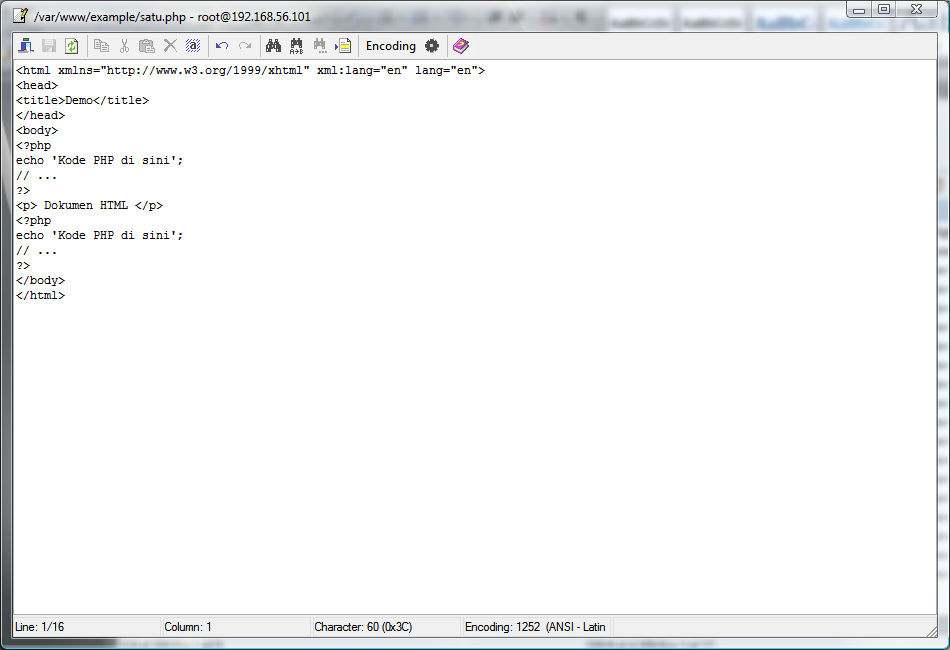 /var/www/example/satu.php - root@192.168.56.101
Encoding
<html xmlns="http://www.w3.org/1999/xhtml" xml:lang="en" lang="en">
<head>
<title>Demo</title>
</head>
<body>
<?php
echo 'Kode PHP di sini';
// ...
?>
<p> Dokumen HTML </p>
<?php
echo 'Kode PHP di sini';
// ...
?>
</body>
</html>
Line: 1/16 Column: 1 Character: 60 (0x3C) Encoding: 1252 (ANSI - Latin